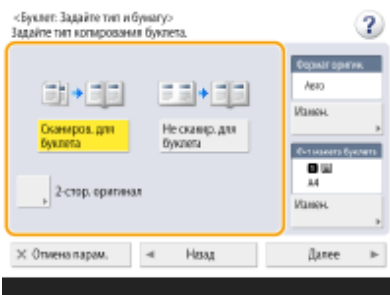 <Буклет: Задайте тип и бумагу>
Задайте тип копирования буклета.
?
Формат оригин.
Авто
Измен.
Сканиров. для
буклета
Не сканир. для
буклета
2-стор. оригинал
Ф-т макета буклета
A4
Измен.
Отмена парам.
Назад
Далее